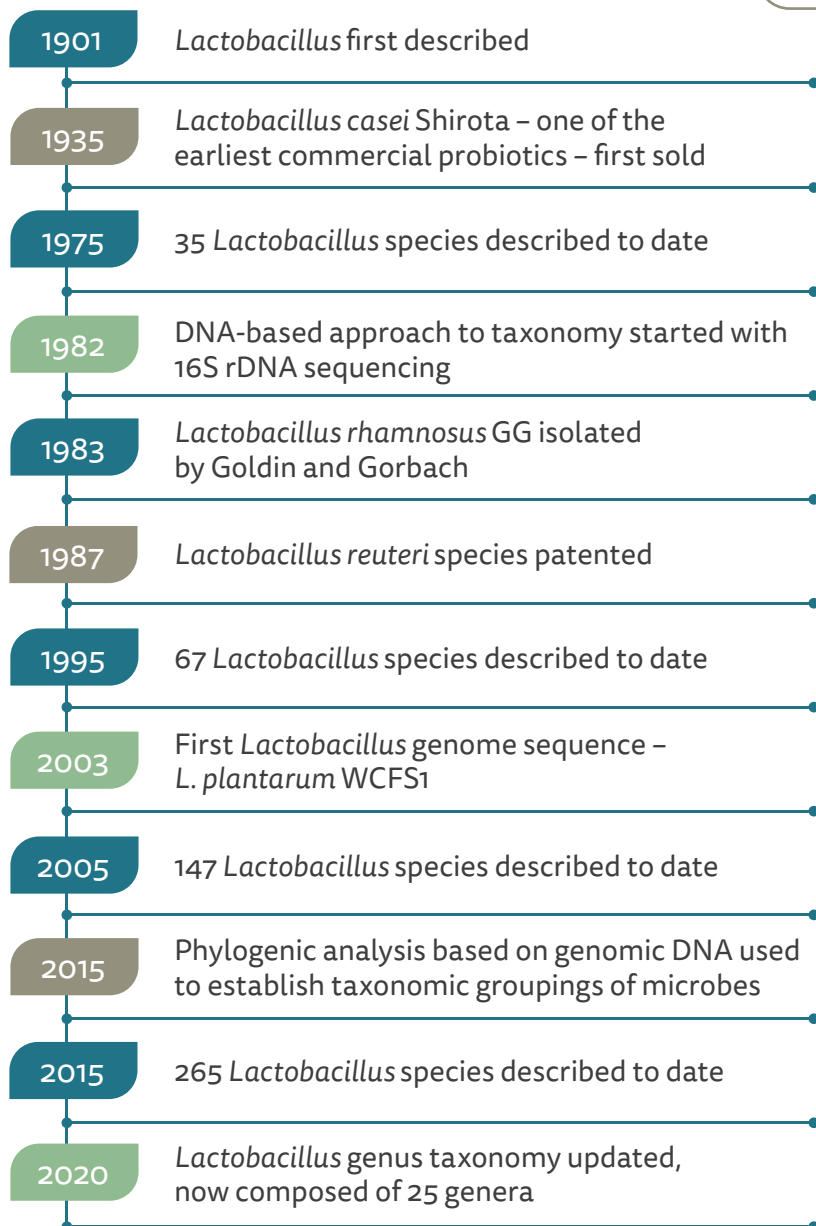 1901
Lactobacillus first described
1935
Lactobacillus casei Shirota – one of the
earliest commercial probiotics – first sold
1975
35 Lactobacillus species described to date
1982
DNA-based approach to taxonomy started with
16S rDNA sequencing
1983
Lactobacillus rhamnosus GG isolated
by Goldin and Gorbach
1987
Lactobacillus reuteri species patented
1995
67 Lactobacillus species described to date
2003
First Lactobacillus genome sequence –
L. plantarum WCFS1
2005
147 Lactobacillus species described to date
2015
Phylogenic analysis based on genomic DNA used
to establish taxonomic groupings of microbes
2015
265 Lactobacillus species described to date
2020
Lactobacillus genus taxonomy updated,
now composed of 25 genera